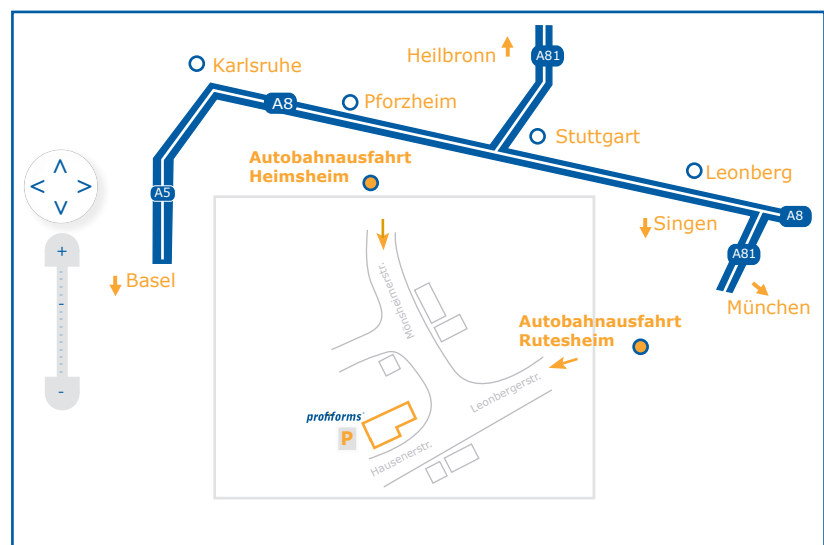 Heilbronn
A81
Karlsruhe
A8
Pforzheim
Stuttgart
Autobahnausfahrt
Heimsheim
Leonberg
A5
A8
Singen
A81
+
-
-
Basel
München
Mönsheimerstr.
Autobahnausfahrt
Rutesheim
Leonbergerstr.
profiforms
P
Hausenerstr.